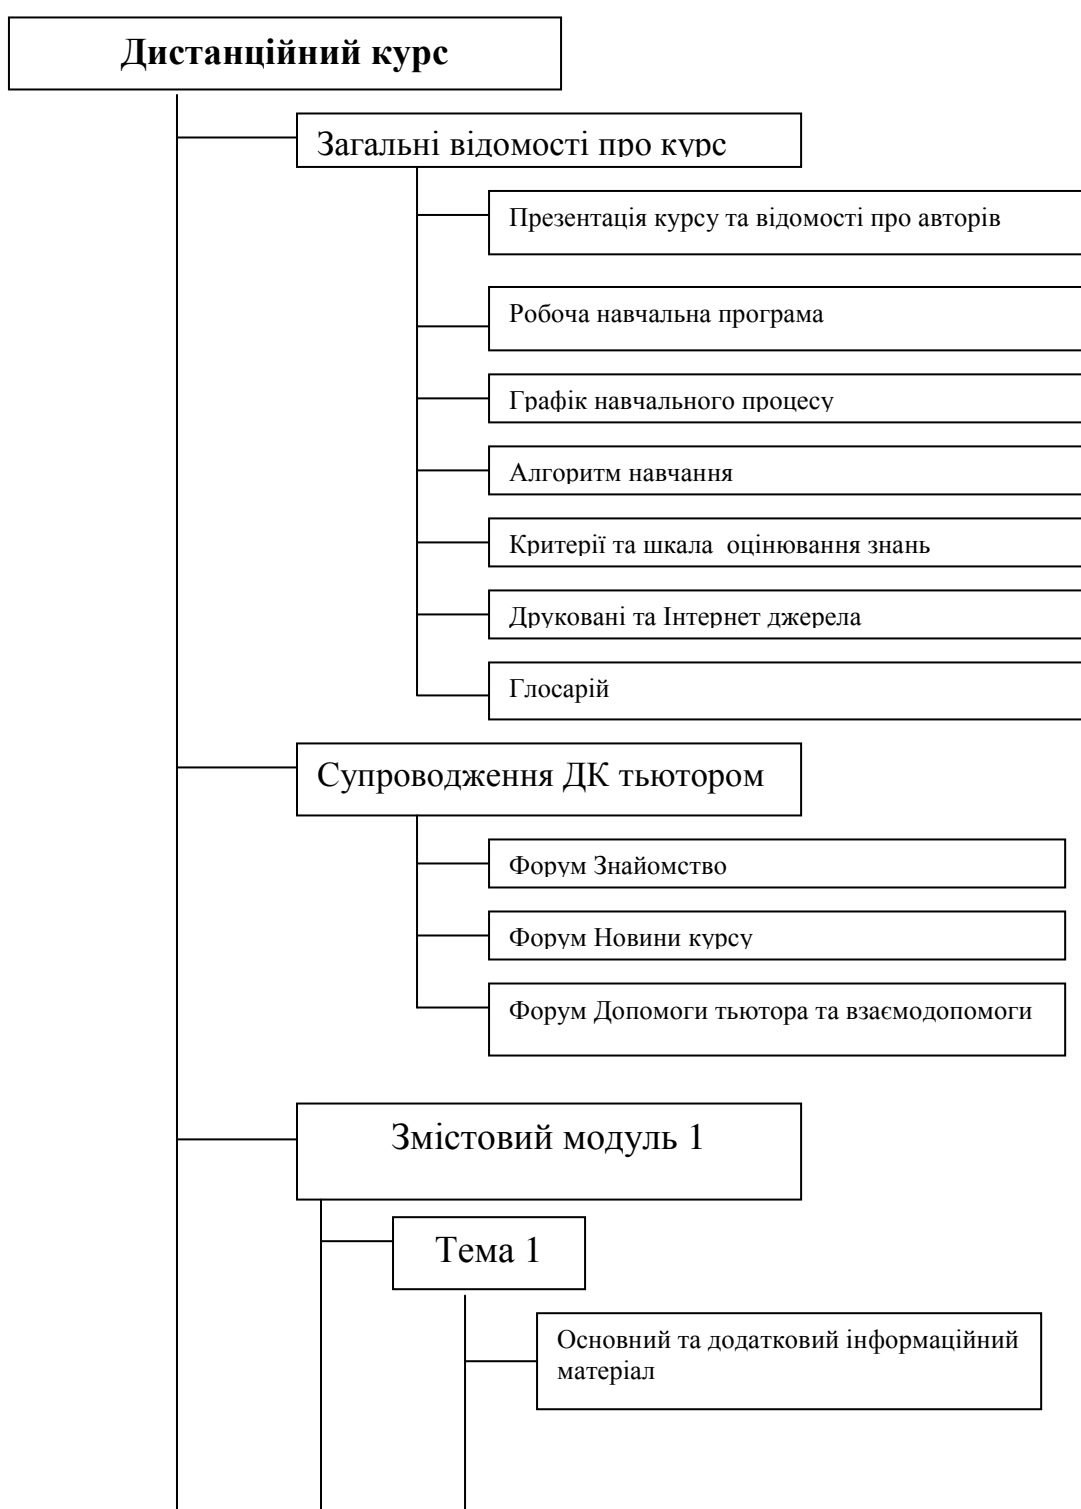 Дистанційний курс
Загальні відомості про курс
Презентація курсу та відомості про авторів
Робоча навчальна програма
Графік навчального процесу
Алгоритм навчання
Критерії та шкала  оцінювання знань
Друковані та Інтернет джерела
Глосарій
Супроводження ДК тьютором
Форум Знайомство
Форум Новини курсу
Форум Допомоги тьютора та взаємодопомоги
Змістовий модуль 1
Тема 1
Основний та додатковий інформаційний
матеріал